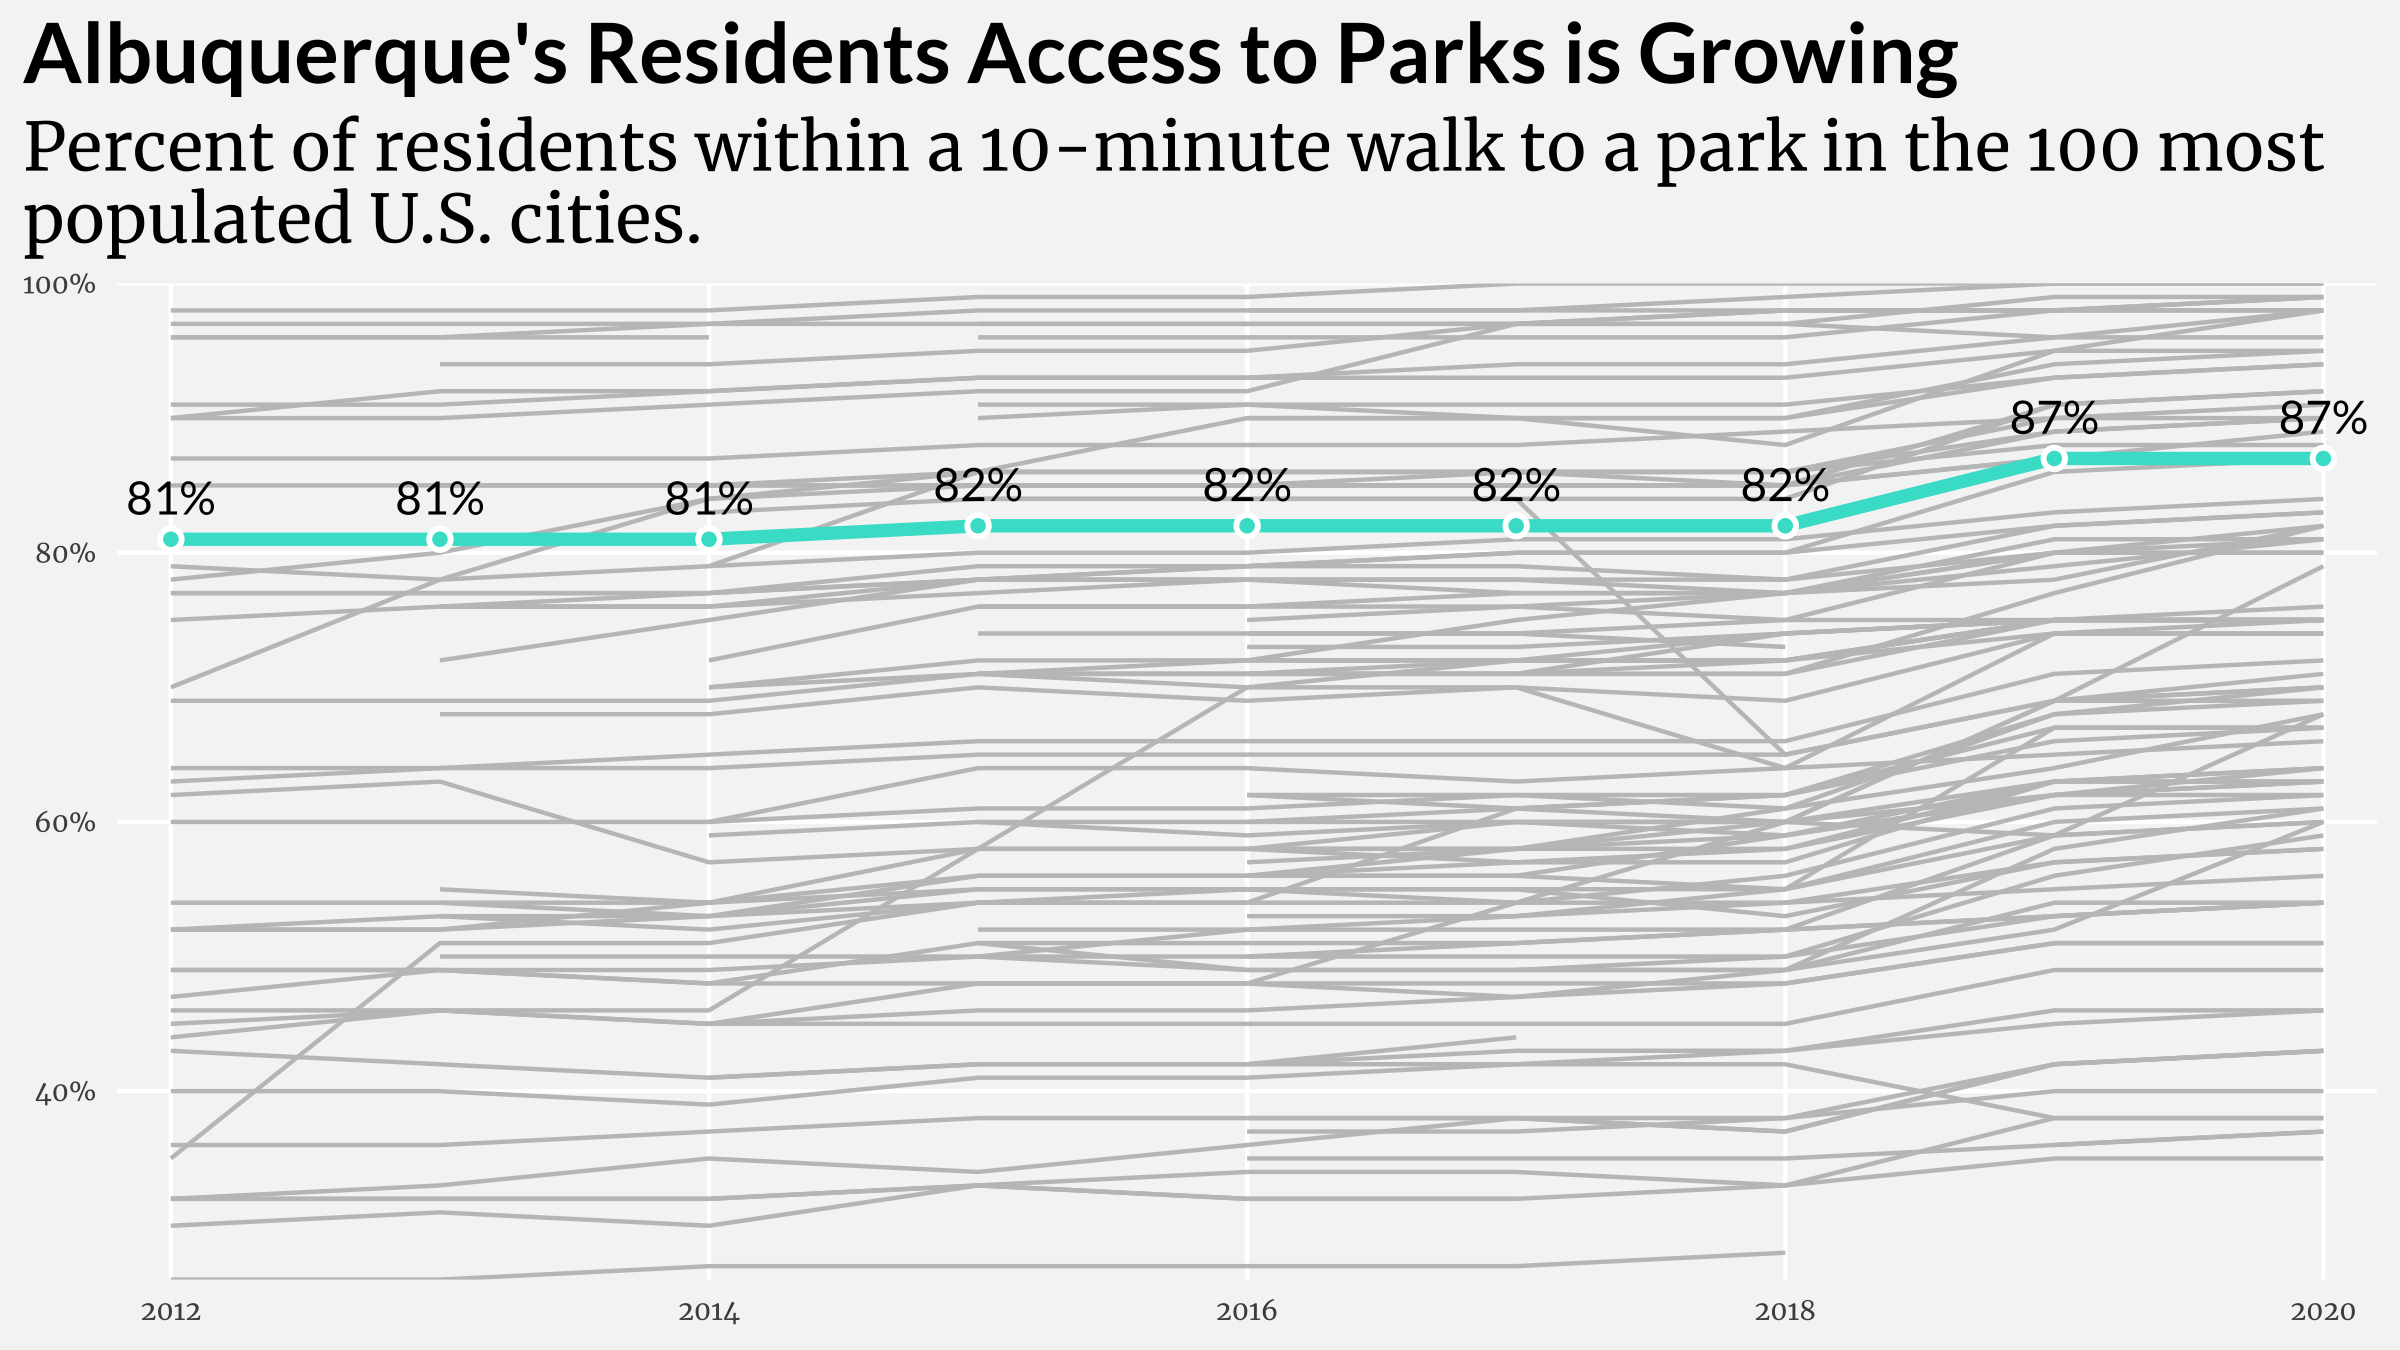 Albuquerque's Residents Access to Parks is Growing
Percent of residents within a 10-minute walk to a park in the 100 most
populated U.S. cities.
100%
87% 87%
81% 81% 81% 82% 82% 82% 82%
80%
60%
40%
2012 2014 2016 2018 2020